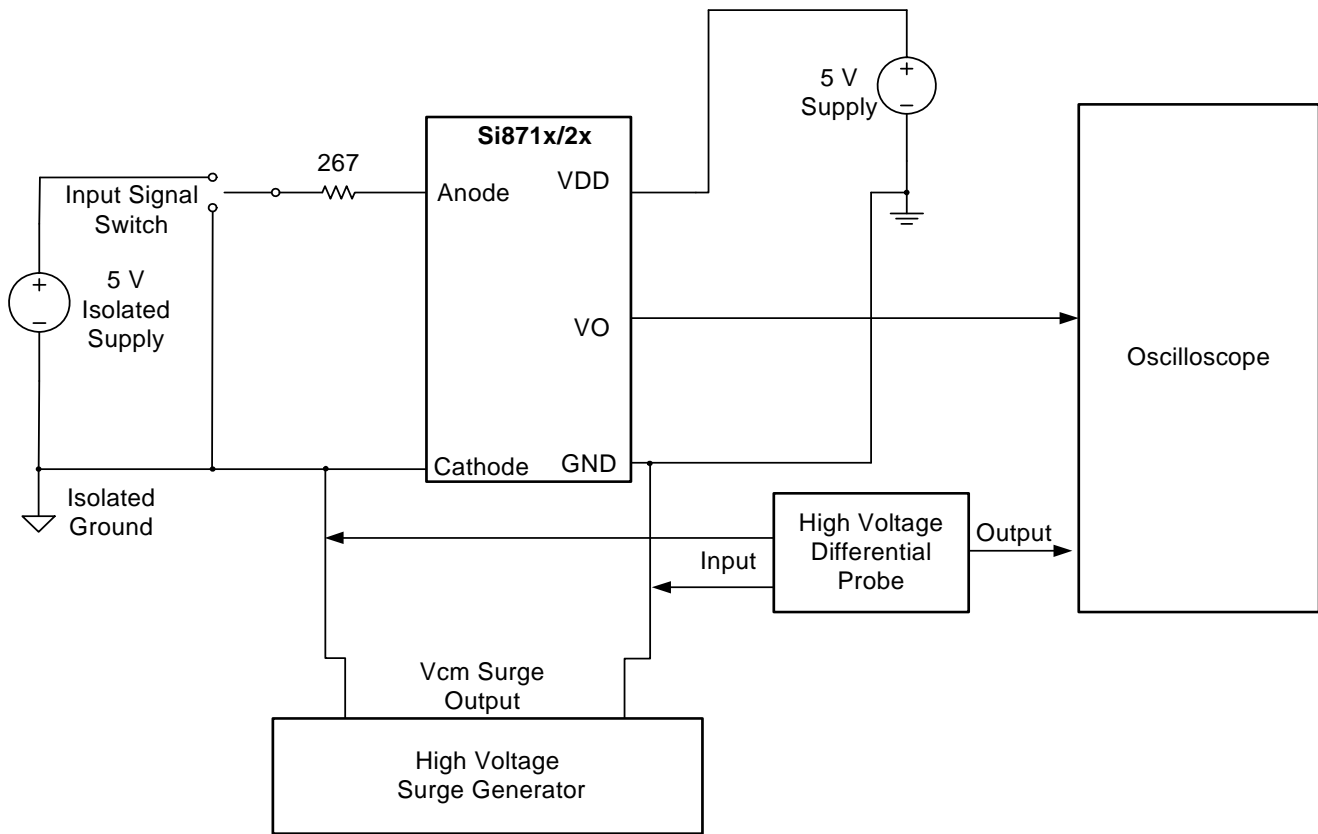 5 V
Supply
Si871x/2x
267
Anode
VDD
Input Signal
Switch
+
−
5 V
Isolated
Supply
+
−
VO
Oscilloscope
Cathode
GND
Isolated
Ground
High Voltage
Differential
Probe
Input
Output
Vcm Surge
Output
High Voltage
Surge Generator